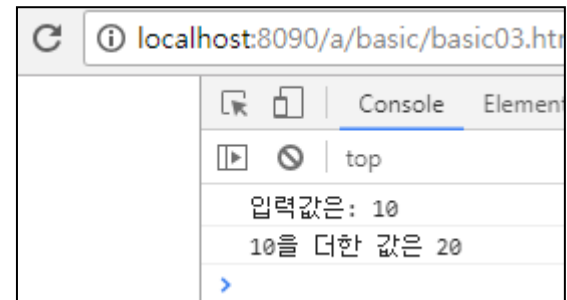 localhost:8090/a/basic/basic03.htr
Console Element
top
입력값은: 10
10을 더한 값은 20